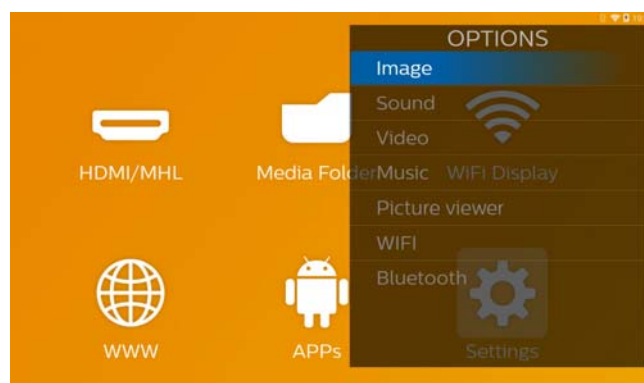 OPTIONS
Image
Sound
Video
Music
Picture viewer
WIFI
Bluetooth
HDMI/MHL
Media Folder
WiFi Display
WWW
APPs
Settings